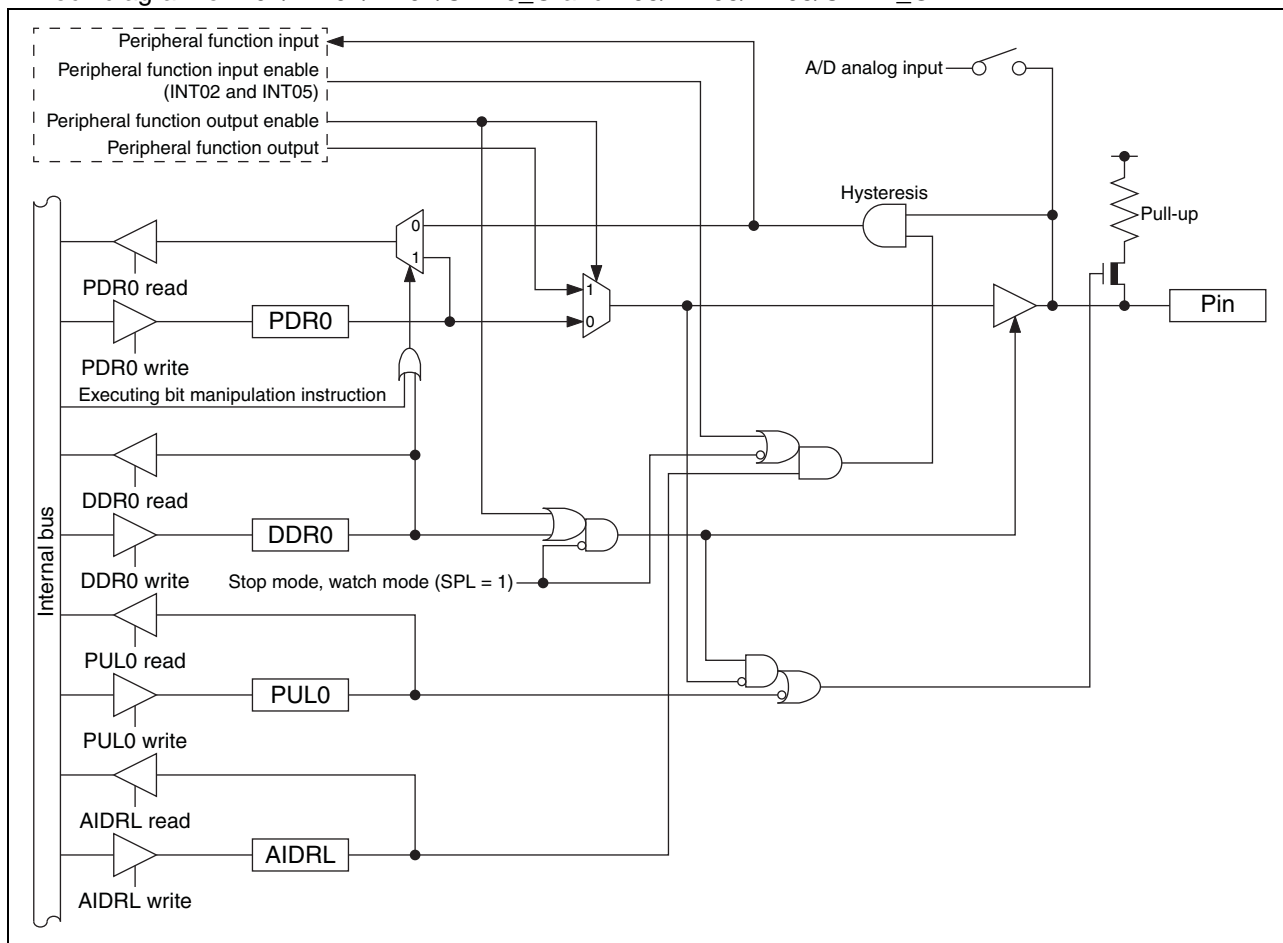 Peripheral function input
Peripheral function input enable
(INT02 and INT05)
Peripheral function output enable
Peripheral function output
A/D analog input
Hysteresis
Pull-up
0
1
PDR0 read
1
PDR0
0
Pin
PDR0 write
Executing bit manipulation instruction
DDR0 read
DDR0
DDR0 write
Stop mode, watch mode (SPL = 1)
Internal bus
PUL0 read
PUL0
PUL0 write
AIDRL read
AIDRL
AIDRL write